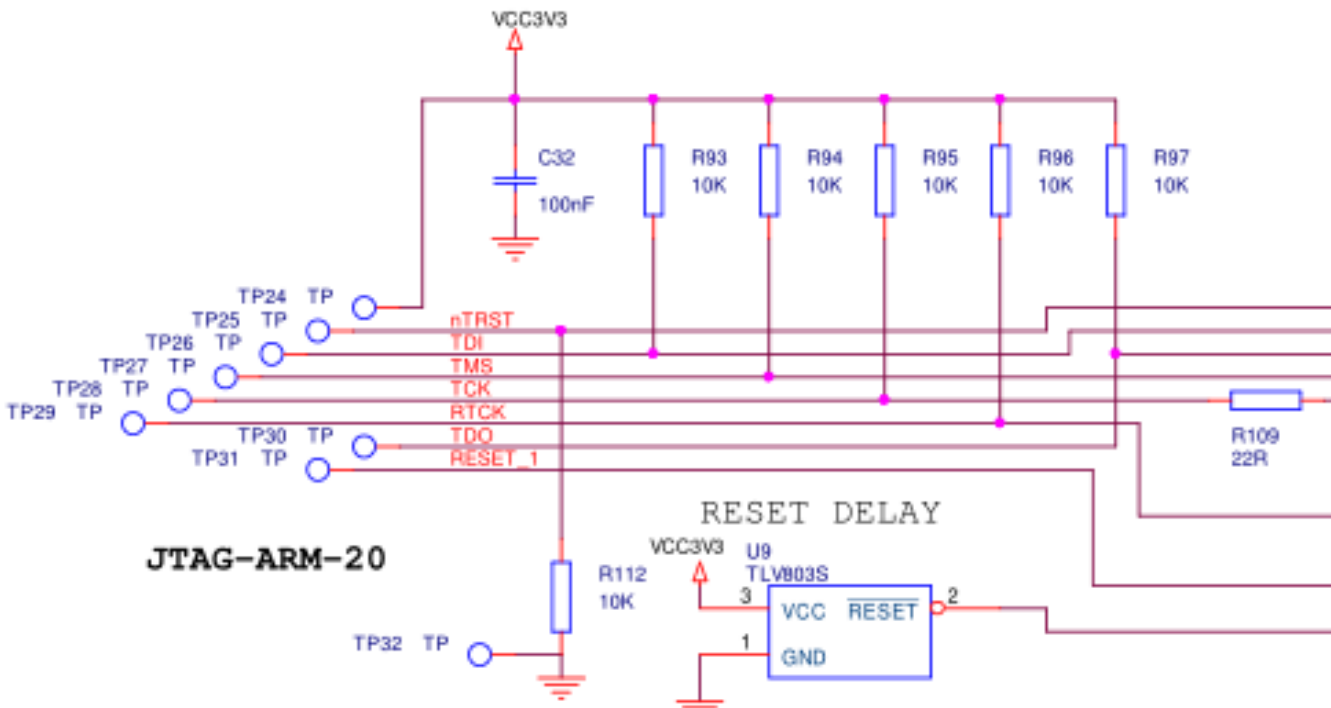 VCC3V3
C32
100nF
R93
10K
R94
10K
R95
10K
R96
10K
R97
10K
TP24 TP
TP25 TP
TP26 TP
TP27 TP
TP28 TP
TP29 TP
TP30 TP
TP31 TP
nTRST
TDI
TMS
TCK
RTCK
TDO
RESET_1
R109
22R
JTAG-ARM-20
RESET DELAY
VCC3V3
U9
TLV803S
3 VCC RESET 2
1 GND
R112
10K
TP32 TP